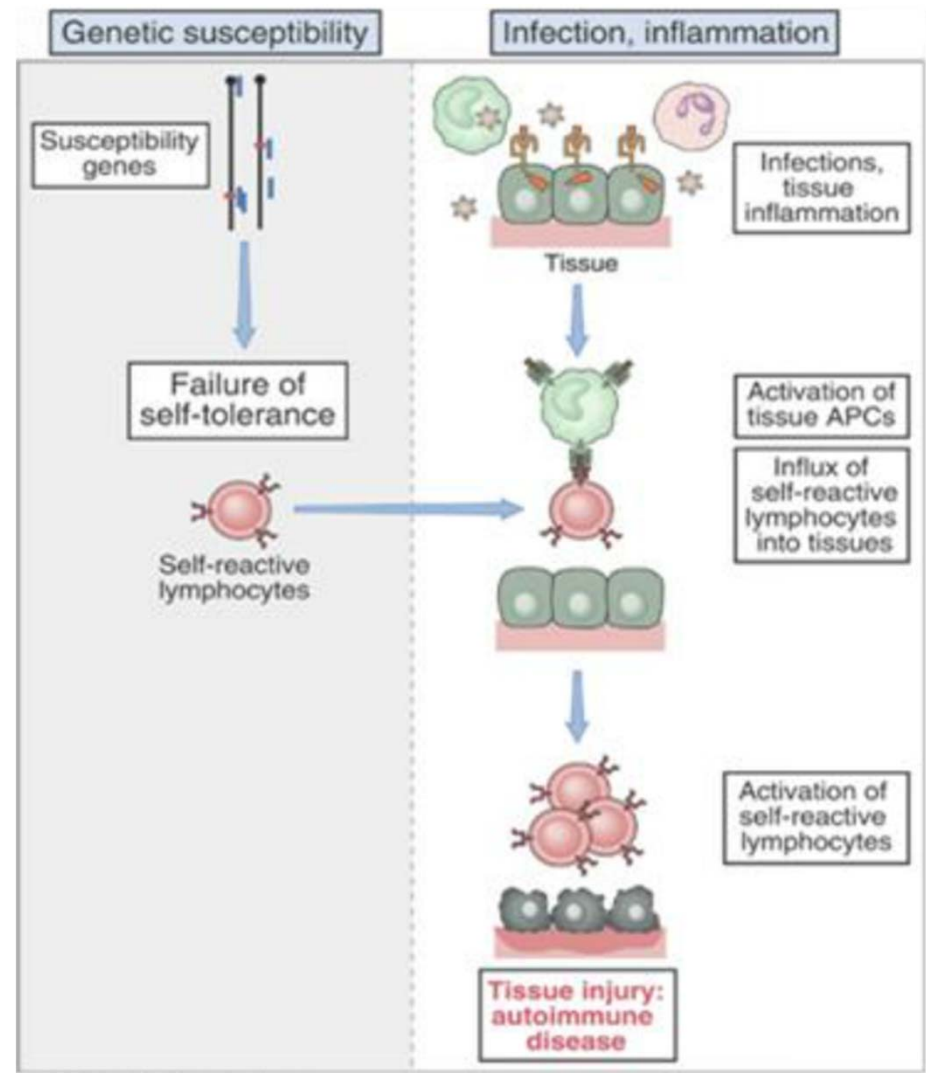 Genetic susceptibility
Infection, inflammation
Susceptibility
genes
Infections,
tissue
inflammation
Tissue
Failure of
self-tolerance
Activation of
tissue APCs
Influx of
self-reactive
lymphocytes
into tissues
Self-reactive
lymphocytes
Activation of
self-reactive
lymphocytes
Tissue injury:
autoimmune
disease